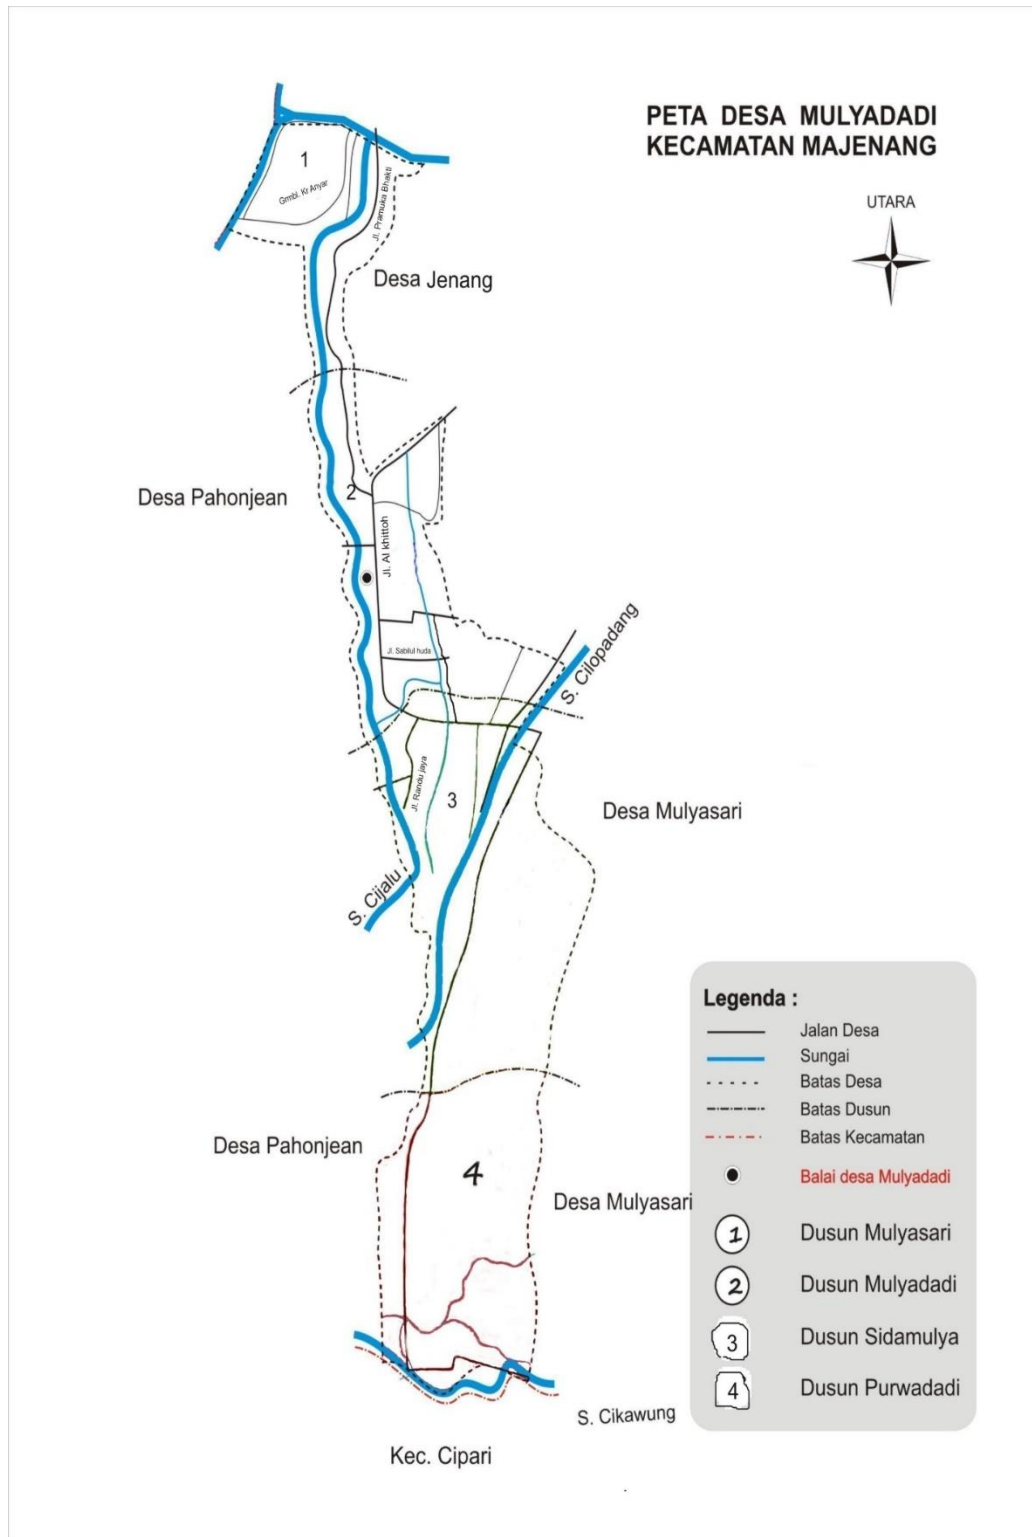 PETA DESA MULYADADI
KECAMATAN MAJENANG
UTARA
1
Grmbl. Kr Anyar
Jl. Pramuka Bhakti
Desa Jenang
Desa Pahonjean
2
Jl. Al khittoh
Jl. Sabilul huda
S. Cilopadang
Jl. Randu jaya
3
Desa Mulyasari
S. Cijalu
Desa Pahonjean
4
Desa Mulyasari
S. Cikawung
Kec. Cipari
Legenda :
Jalan Desa
Sungai
Batas Desa
Batas Dusun
Batas Kecamatan
Balai desa Mulyadadi
1 Dusun Mulyasari
2 Dusun Mulyadadi
3 Dusun Sidamulya
4 Dusun Purwadadi